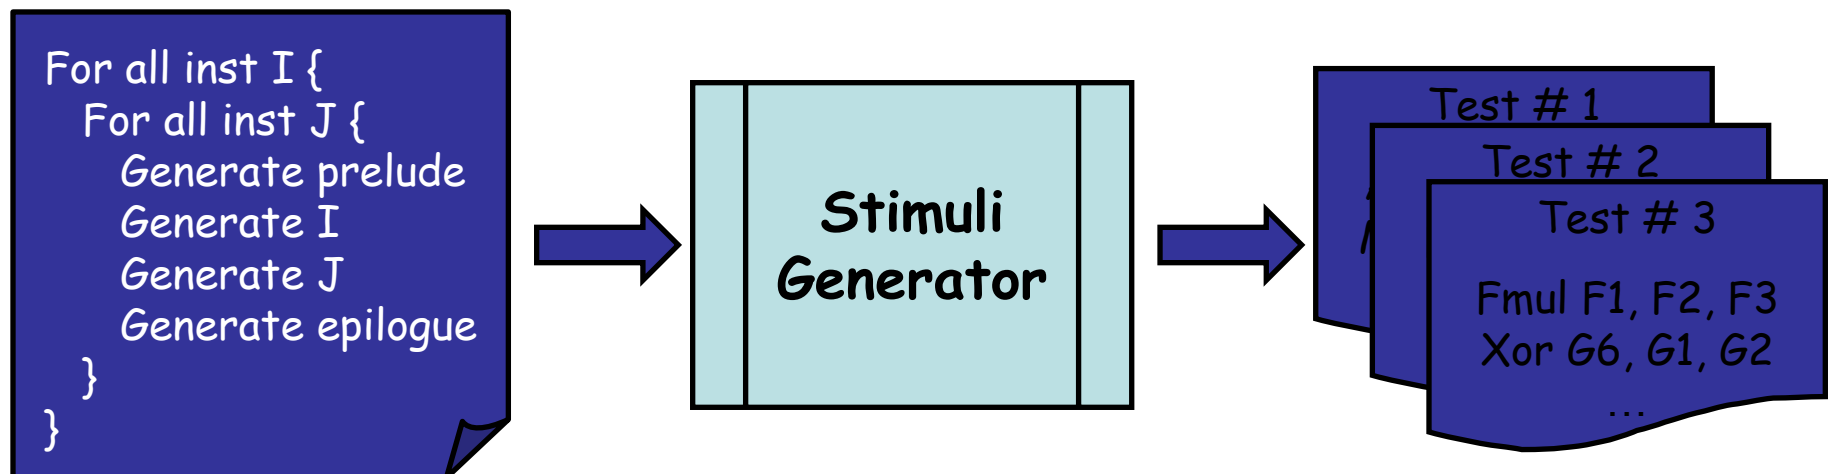 For all inst I {
For all inst J {
Generate prelude
Generate I
Generate J
Generate epilogue
}
}
Stimuli
Generator
Test # 1
Test # 2
Test # 3
Fmul F1, F2, F3
Xor G6, G1, G2
...